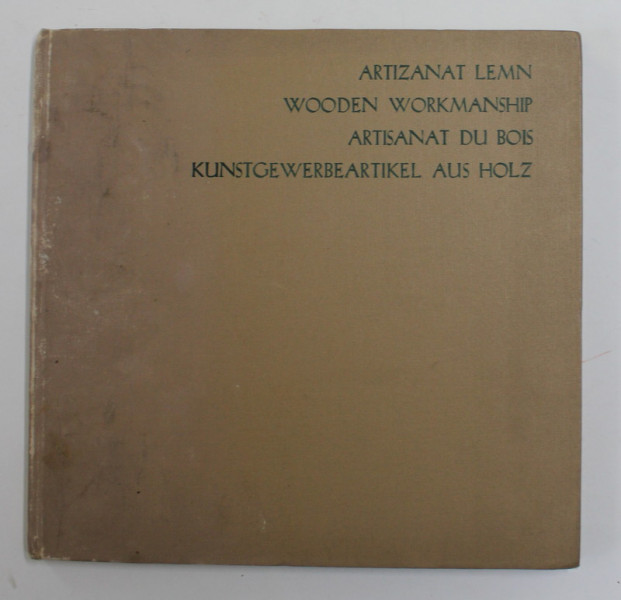 ARTIZANAT LEMN
WOODEN WORKMANSHIP
ARTISANAT DU BOIS
KUNSTGEWERBEARTIKEL AUS HOLZ